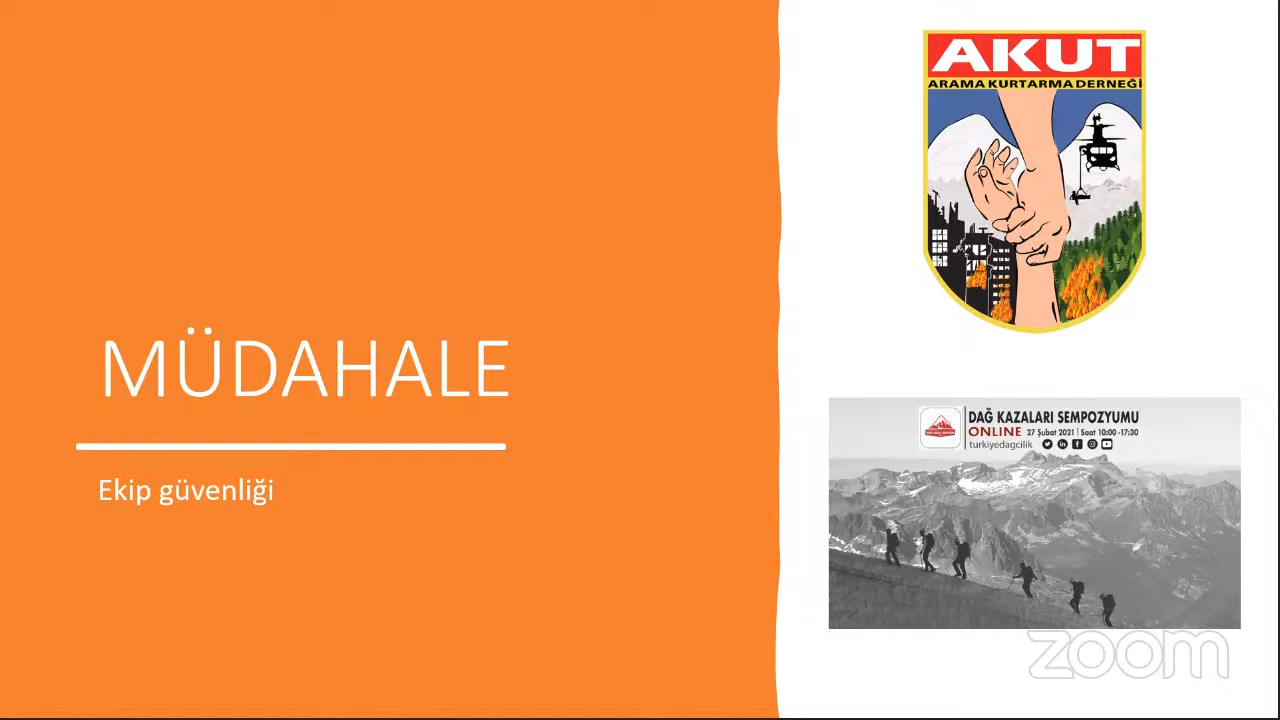 MÜDAHALE
Ekip güvenliği
AKUT
ARAMA KURTARMA DERNEĞİ
DAĞ KAZALARI SEMPOZYUMU
ONLINE 27 Şubat 2021 | Saat 10:00 -17:30
turkiyedagcilik
zoom